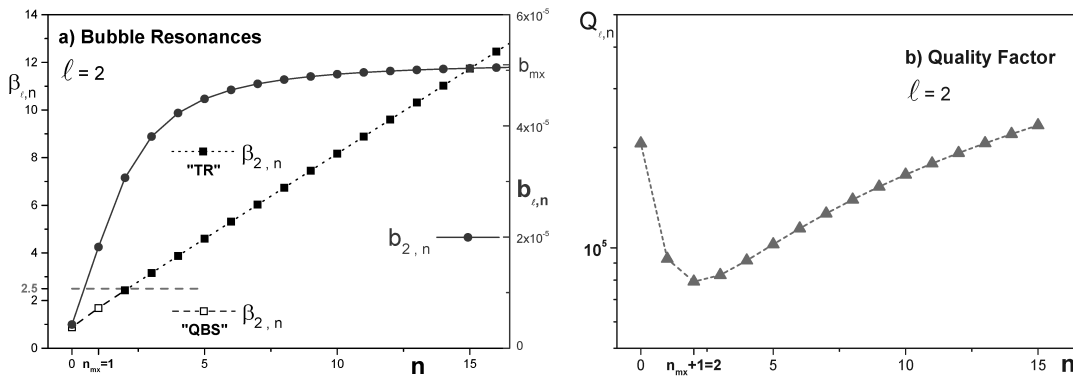 a) Bubble Resonances
ℓ = 2
β ℓ,n
14
12
10
8
6
4
2.5
2
0
6x10⁻⁵
b mx
4x10⁻⁵
b ℓ,n
2x10⁻⁵
0
"TR" β 2 , n
b 2 , n
"QBS" β 2 , n
0 n mx =1 5 10 15 n
Q ℓ,n
b) Quality Factor
ℓ = 2
10⁵
0 n mx +1=2 5 10 15 n